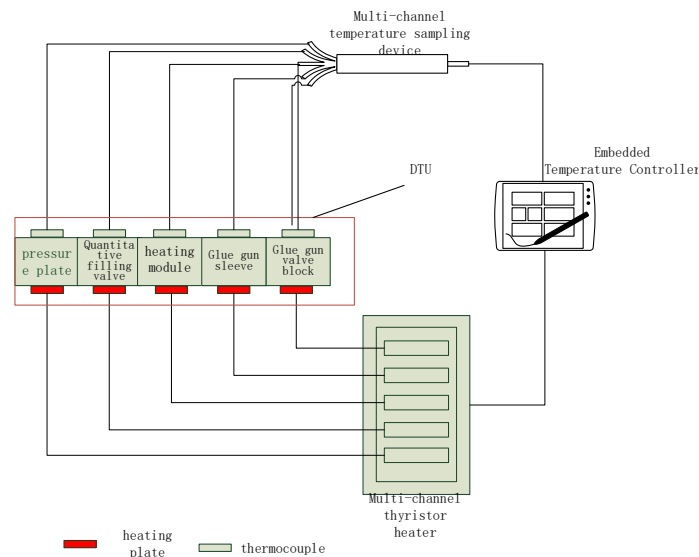 Multi-channel
temperature sampling
device
DTU
Embedded
Temperature Controller
pressur
e plate
Quantita
tive
filling
valve
heating
module
Glue gun
sleeve
Glue gun
valve
block
Multi-channel
thyristor
heater
heating
plate
thermocouple